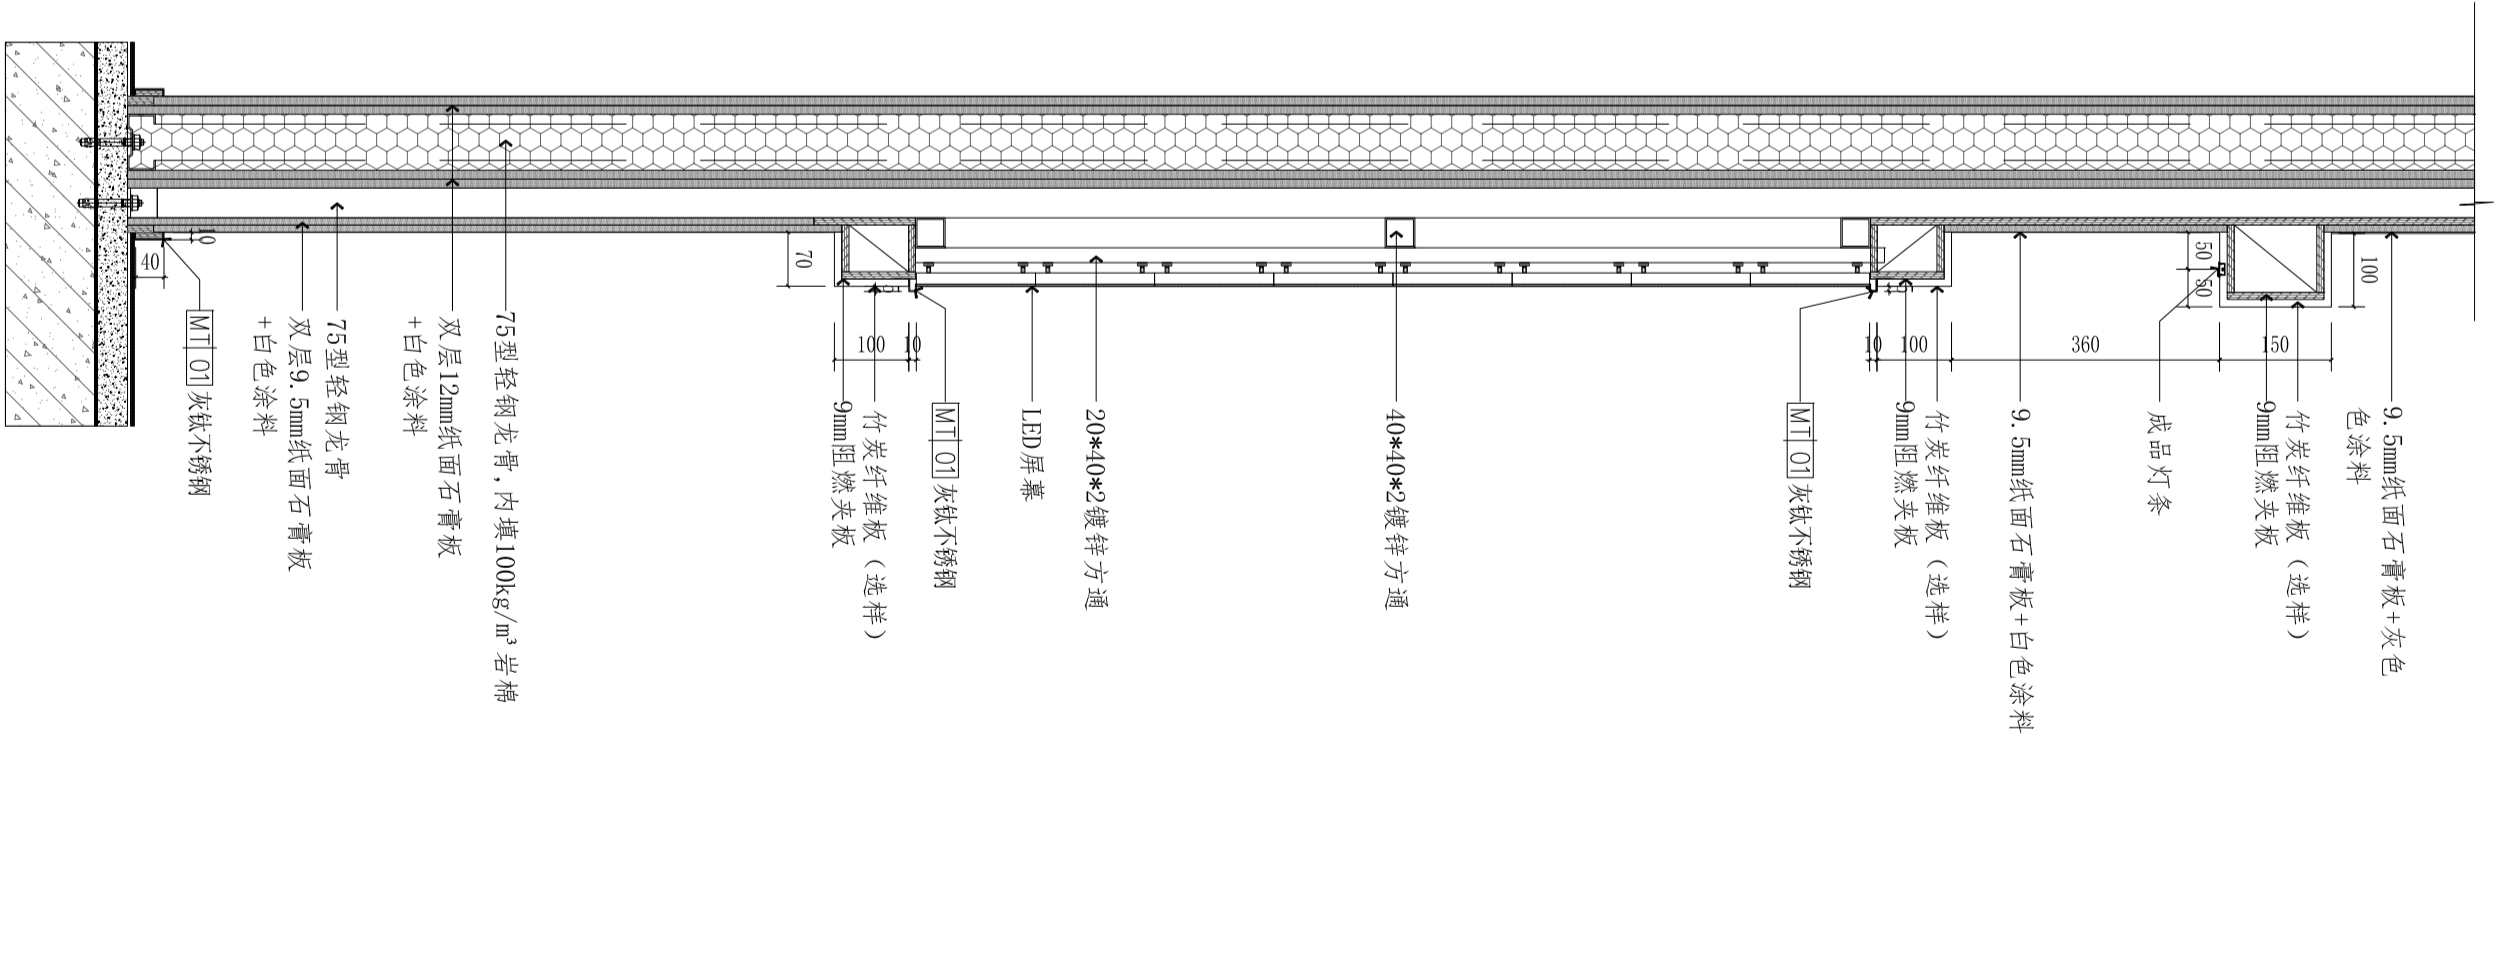 9.5mm纸面石膏板+灰色
色涂料
100
竹炭纤维板（选样）
9mm阻燃夹板
150
50
成品灯条
360
9.5mm纸面石膏板+白色涂料
竹炭纤维板（选样）
9mm阻燃夹板
100
10
MT 01 灰钛不锈钢
40*40*2镀锌方通
20*40*2镀锌方通
LED屏幕
MT 01 灰钛不锈钢
10
100
竹炭纤维板（选样）
9mm阻燃夹板
70
75型轻钢龙骨,内填100kg/m³岩棉
双层12mm纸面石膏板
+白色涂料
75型轻钢龙骨
双层9.5mm纸面石膏板
+白色涂料
MT 01 灰钛不锈钢
10
40